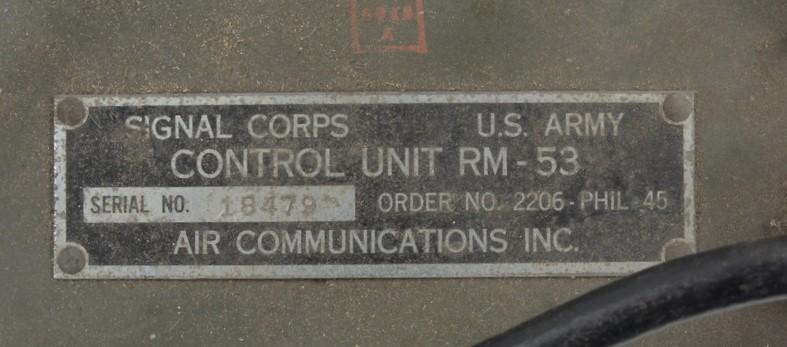 SIGNAL CORPS U.S. ARMY
CONTROL UNIT RM-53
SERIAL NO. 18479 ORDER NO. 2206-PHIL-45
AIR COMMUNICATIONS INC.